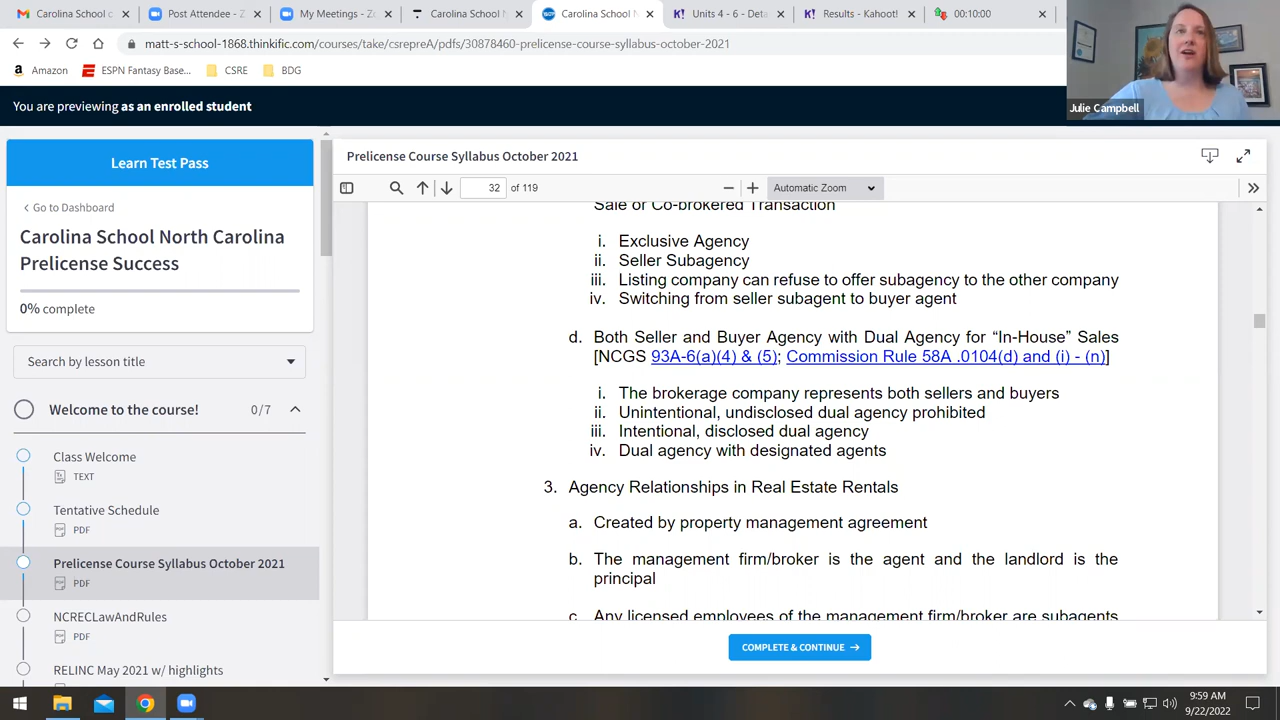 Carolina c
Post Attendee - Z
My Meetings - Z
Carolina School N
Carolina School N
Units 4 - 6 - Deta
Results - Kahoot!
00:10:00
matt-s-school-1868.thinkific.com/courses/take/csrepreA/pdfs/30878460-prelicense-course-syllabus-october-2021
Amazon
ESPN Fantasy Base...
CSRE
BDG
Julie Campbell
You are previewing as an enrolled student
Learn Test Pass
Go to Dashboard
Carolina School North Carolina
Prelicense Success
0% complete
Search by lesson title
Welcome to the course!
0/7
Class Welcome
TEXT
Tentative Schedule
PDF
Prelicense Course Syllabus October 2021
PDF
NCRECLawAndRules
PDF
RELINC May 2021 w/ highlights
Prelicense Course Syllabus October 2021
32 of 119
Automatic Zoom
Sale or Co-brokered Transaction
i. Exclusive Agency
ii. Seller Subagency
iii. Listing company can refuse to offer subagency to the other company
iv. Switching from seller subagent to buyer agent
d. Both Seller and Buyer Agency with Dual Agency for “In-House” Sales
[NCGS 93A-6(a)(4) & (5); Commission Rule 58A .0104(d) and (i) - (n)]
i. The brokerage company represents both sellers and buyers
ii. Unintentional, undisclosed dual agency prohibited
iii. Intentional, disclosed dual agency
iv. Dual agency with designated agents
3. Agency Relationships in Real Estate Rentals
a. Created by property management agreement
b. The management firm/broker is the agent and the landlord is the
principal
c. Any licensed employees of the management firm/broker are subagents
COMPLETE & CONTINUE
9:59 AM
9/22/2022